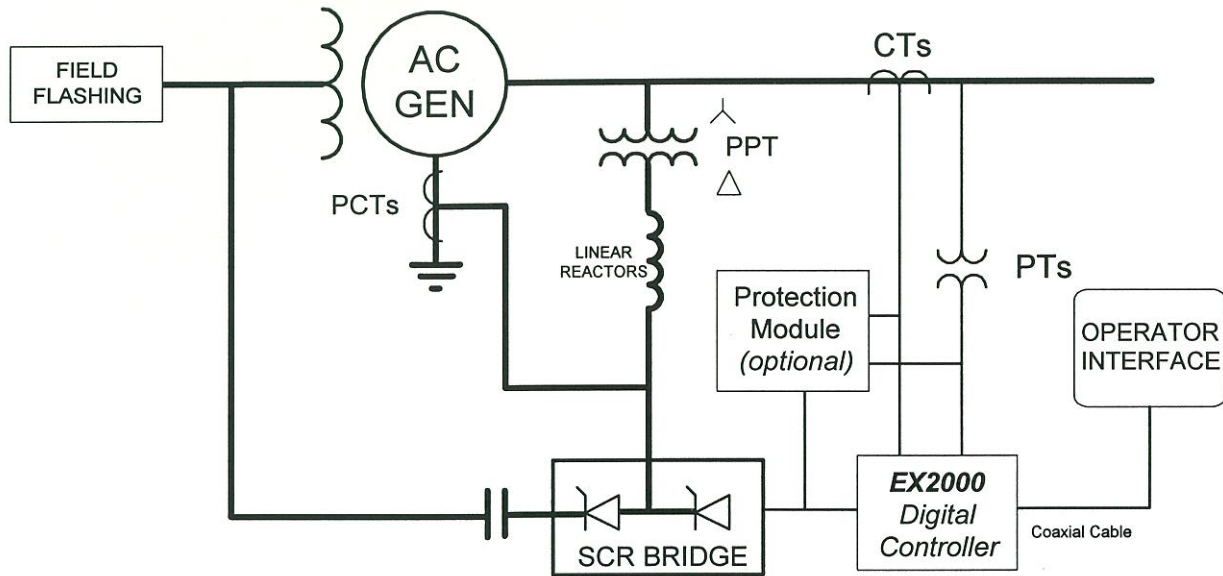 FIELD
FLASHING
AC
GEN
CTs
PPT
PCTs
LINEAR
REACTORS
PTs
Protection
Module
(optional)
OPERATOR
INTERFACE
EX2000
Digital
Controller
Coaxial Cable
SCR BRIDGE